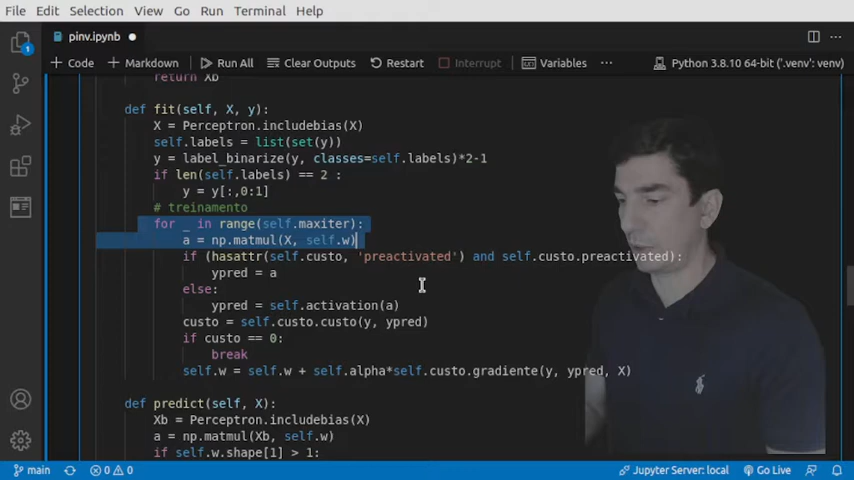 File Edit Selection View Go Run Terminal Help
pinv.ipynb
+ Code + Markdown Run All Clear Outputs Restart Interrupt Variables ... Python 3.8.10 64-bit ('.venv': venv)
return Xb
def fit(self, X, y):
X = Perceptron.includebias(X)
self.labels = list(set(y))
y = label_binarize(y, classes=self.labels)*2-1
if len(self.labels) == 2 :
y = y[:,0:1]
# treinamento
for _ in range(self.maxiter):
a = np.matmul(X, self.w)
if (hasattr(self.custo, 'preactivated') and self.custo.preactivated):
ypred = a
else:
ypred = self.activation(a)
custo = self.custo.custo(y, ypred)
if custo == 0:
break
self.w = self.w + self.alpha*self.custo.gradiente(y, ypred, X)
def predict(self, X):
Xb = Perceptron.includebias(X)
a = np.matmul(Xb, self.w)
if self.w.shape[1] > 1:
1
main 0 0 Jupyter Server: local Go Live